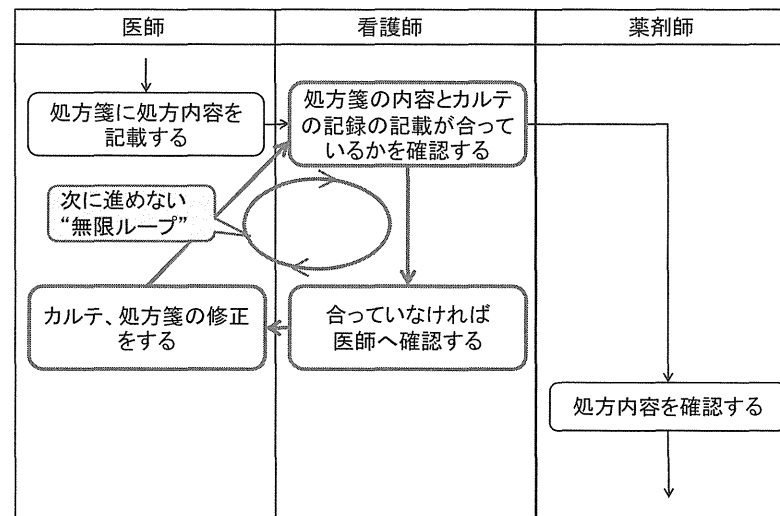 医師
看護師
薬剤師
処方箋に処方内容を
記載する
処方箋の内容とカルテ
の記録の記載が合って
いるかを確認する
次に進めない
“無限ループ”
カルテ、処方箋の修正
をする
合っていなければ
医師へ確認する
処方内容を確認する